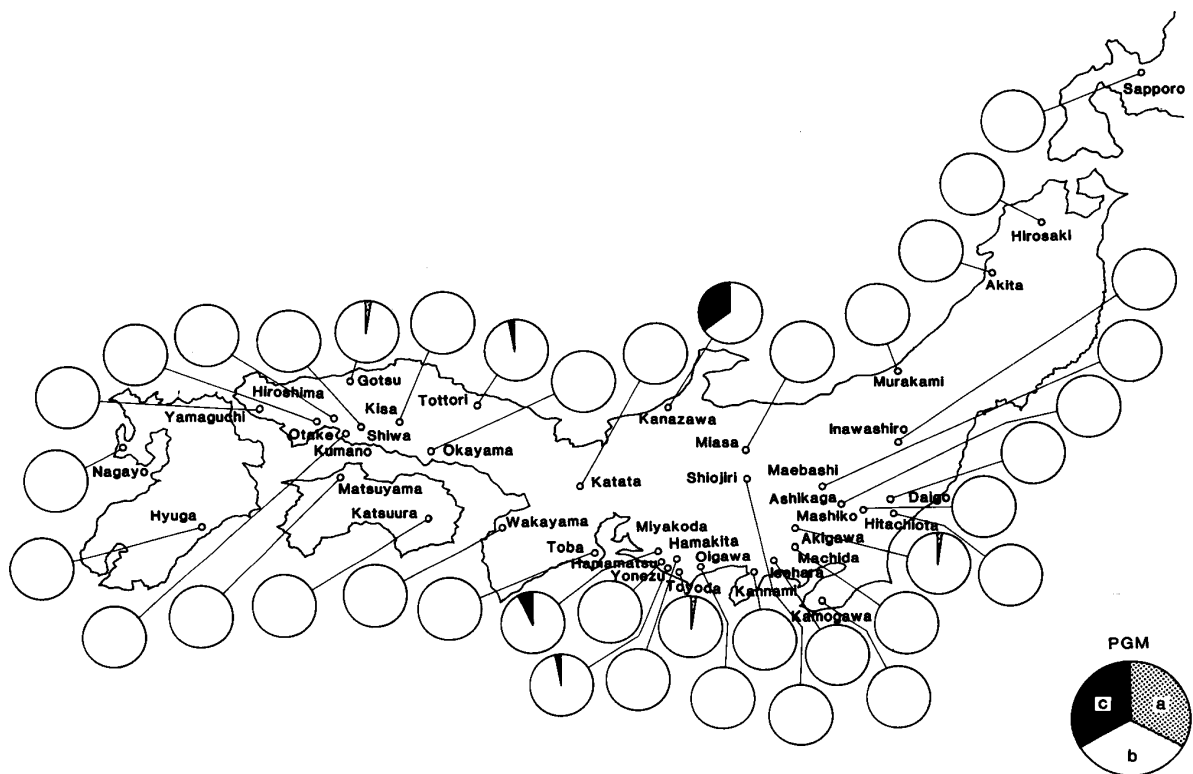 Sapporo
Hirosaki
Akita
Murakami
Gotsu
Hiroshima
Kisa
Tottori
Kanazawa
Yamaguchi
Otake
Shiwa
Kumano
Okayama
Miasa
Inawashiro
Nagayo
Matsuyama
Katata
Shiojiri
Maebashi
Ashikaga
Daigo
Hyuga
Katsuura
Wakayama
Mashiko
Hitachiota
Miyakoda
Hamakita
Akigawa
Toba
Oigawa
Machida
Hamamatsu
Isehara
Yonezu
Toyoda
Kannami
Kamogawa
PGM
c
a
b